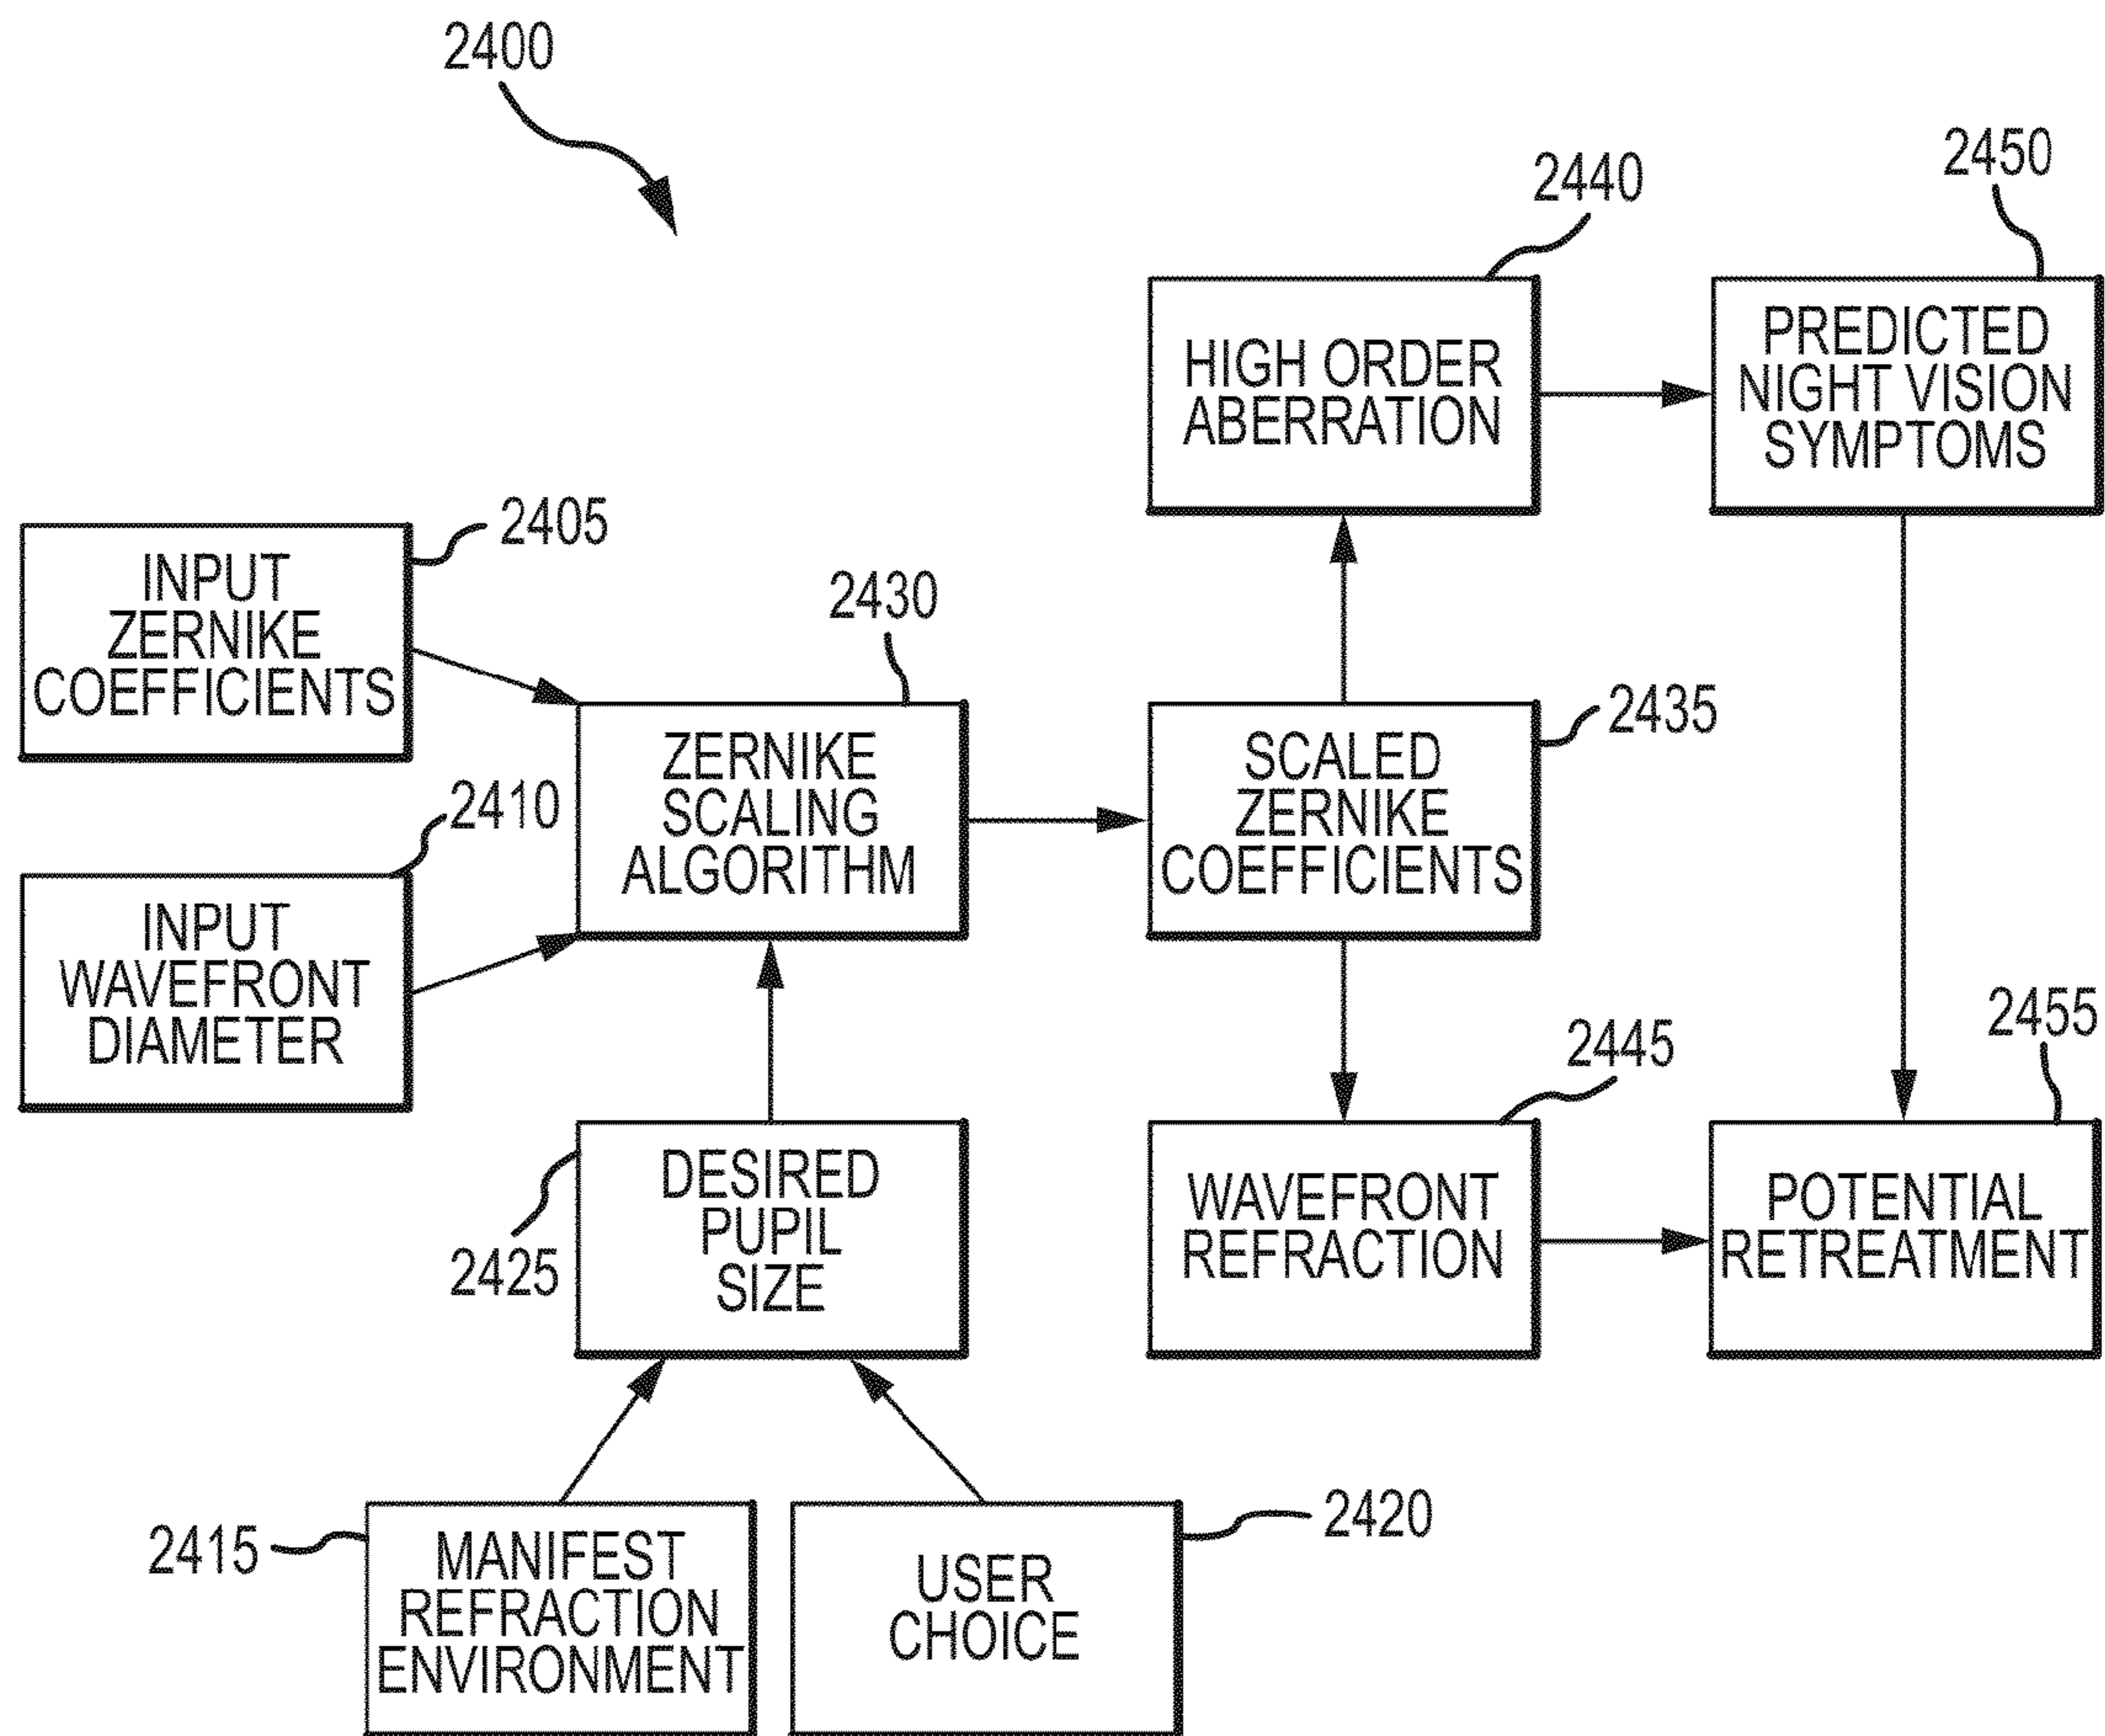 2400
2440
2450
HIGH ORDER
ABERRATION
PREDICTED
NIGHT VISION
SYMPTOMS
2405
INPUT
ZERNIKE
COEFFICIENTS
2430
2410
INPUT
WAVEFRONT
DIAMETER
ZERNIKE
SCALING
ALGORITHM
2435
SCALED
ZERNIKE
COEFFICIENTS
2425
DESIRED
PUPIL
SIZE
2445
WAVEFRONT
REFRACTION
2455
POTENTIAL
RETREATMENT
2415
MANIFEST
REFRACTION
ENVIRONMENT
2420
USER
CHOICE